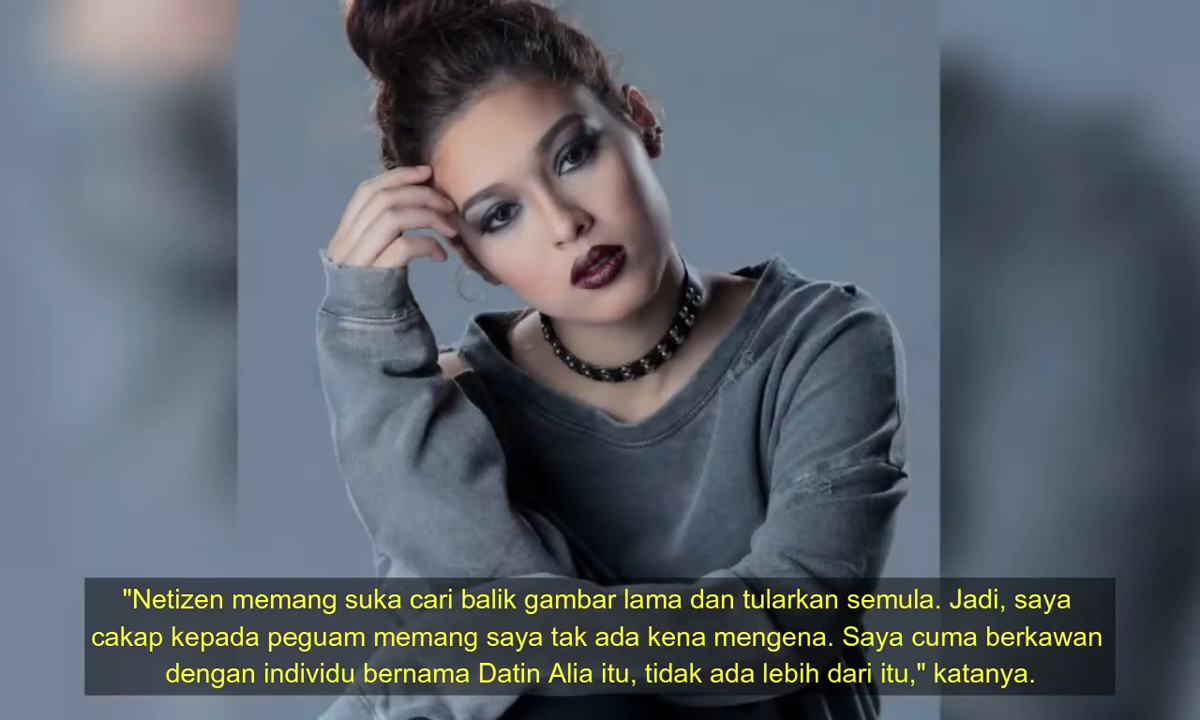 "Netizen memang suka cari balik gambar lama dan tularkan semula. Jadi, saya
cakap kepada peguam memang saya tak ada kena mengena. Saya cuma berkawan
dengan individu bernama Datin Alia itu, tidak ada lebih dari itu," katanya.